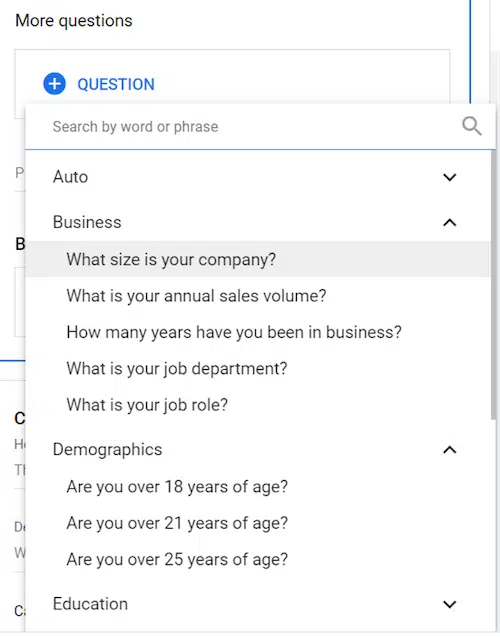 More questions
QUESTION
Search by word or phrase
Auto
Business
What size is your company?
What is your annual sales volume?
How many years have you been in business?
What is your job department?
What is your job role?
Demographics
Are you over 18 years of age?
Are you over 21 years of age?
Are you over 25 years of age?
Education